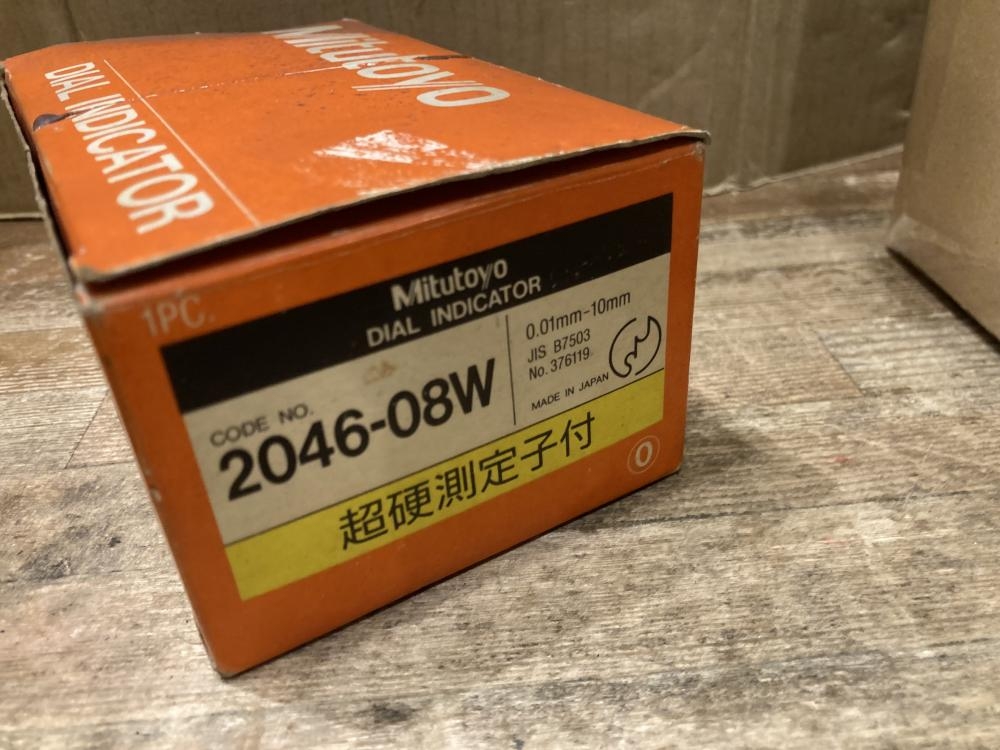 Mitutoyo
DIAL INDICATOR
1PC.
Mitutoyo
DIAL INDICATOR
CODE NO.
2046-08W
0.01mm-10mm
JIS B7503
No. 376119
MADE IN JAPAN
超硬測定子付
O